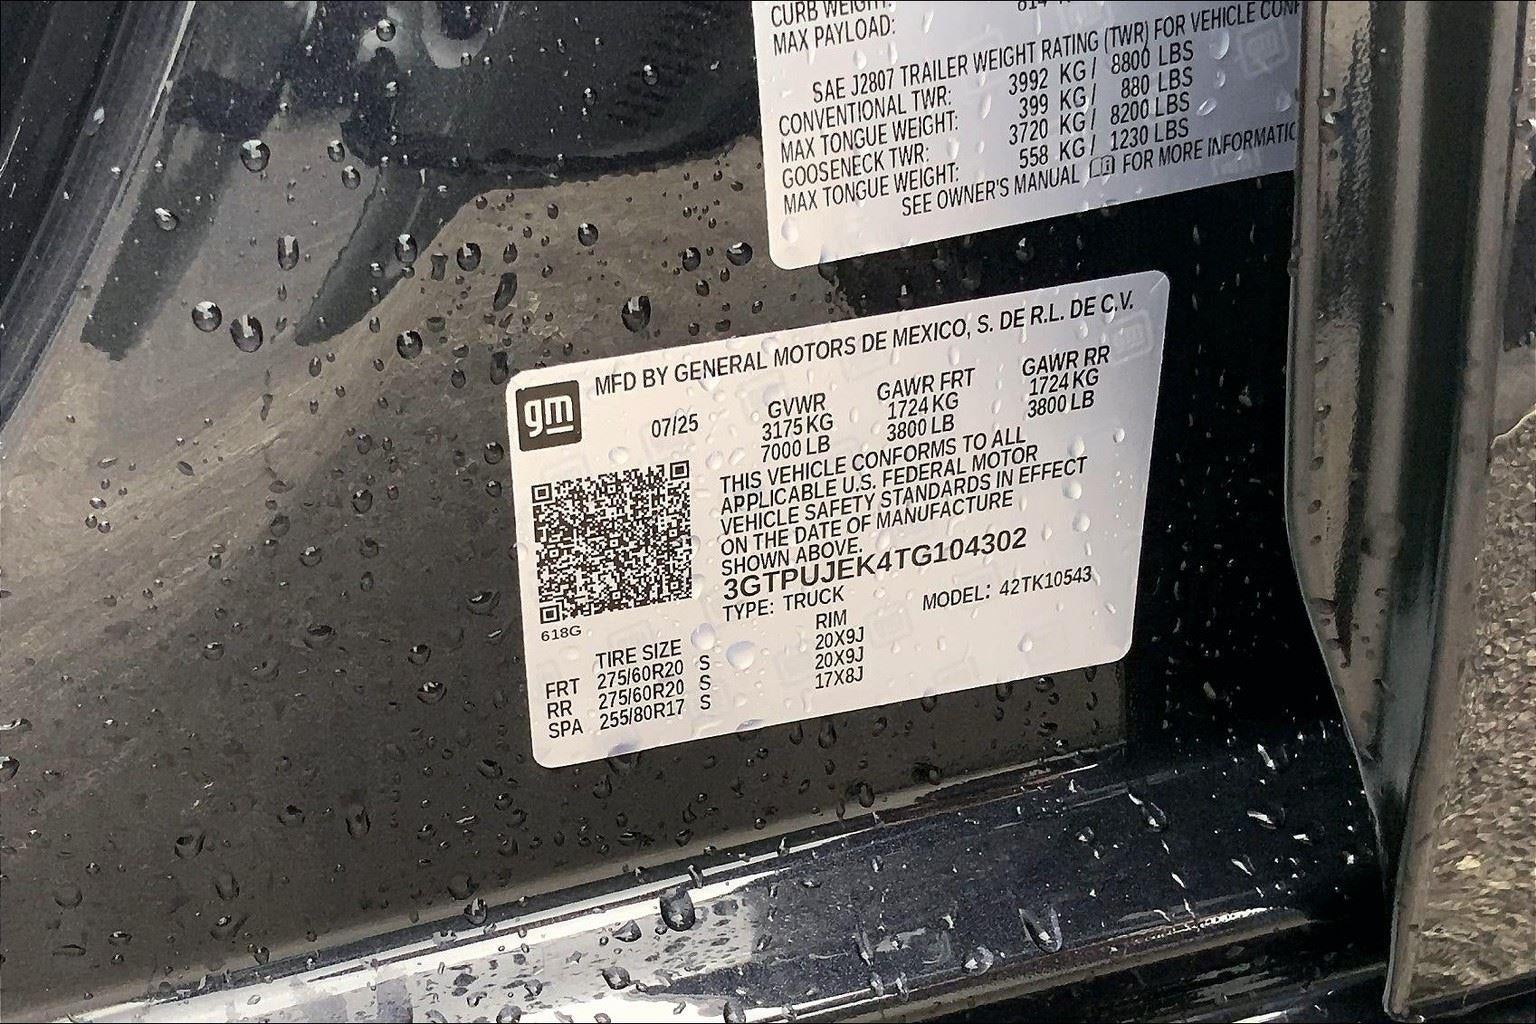 CURB WEIGHT:
MAX PAYLOAD:
SAE J2807 TRAILER WEIGHT RATING (TWR) FOR VEHICLE
CONVENTIONAL TWR: 3992 KG/ 8800 LBS
MAX TONGUE WEIGHT: 399 KG/ 880 LBS
GOOSENECK TWR: 3720 KG/ 8200 LBS
MAX TONGUE WEIGHT: 558 KG/ 1230 LBS
SEE OWNER'S MANUAL FOR MORE INFORMATIO
gm
MFD BY GENERAL MOTORS DE MEXICO, S. DE R.L. DE C.V.
07/25 GVWR GAWR FRT GAWR RR
3175 KG 1724 KG 1724 KG
7000 LB 3800 LB 3800 LB
THIS VEHICLE CONFORMS TO ALL
APPLICABLE U.S. FEDERAL MOTOR
VEHICLE SAFETY STANDARDS IN EFFECT
ON THE DATE OF MANUFACTURE
SHOWN ABOVE.
3GTPUJEK4TG104302
TYPE: TRUCK MODEL: 42TK10543
618G
TIRE SIZE RIM
FRT 275/60R20 S 20X9J
RR 275/60R20 S 20X9J
SPA 255/80R17 S 17X8J